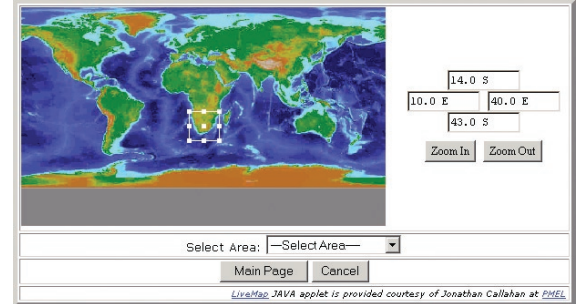 14.0 S
10.0 E 40.0 E
43.0 S
Zoom In Zoom Out
Select Area: —Select Area—
Main Page Cancel
LiveMap JAVA applet is provided courtesy of Jonathan Callahan at PMEL